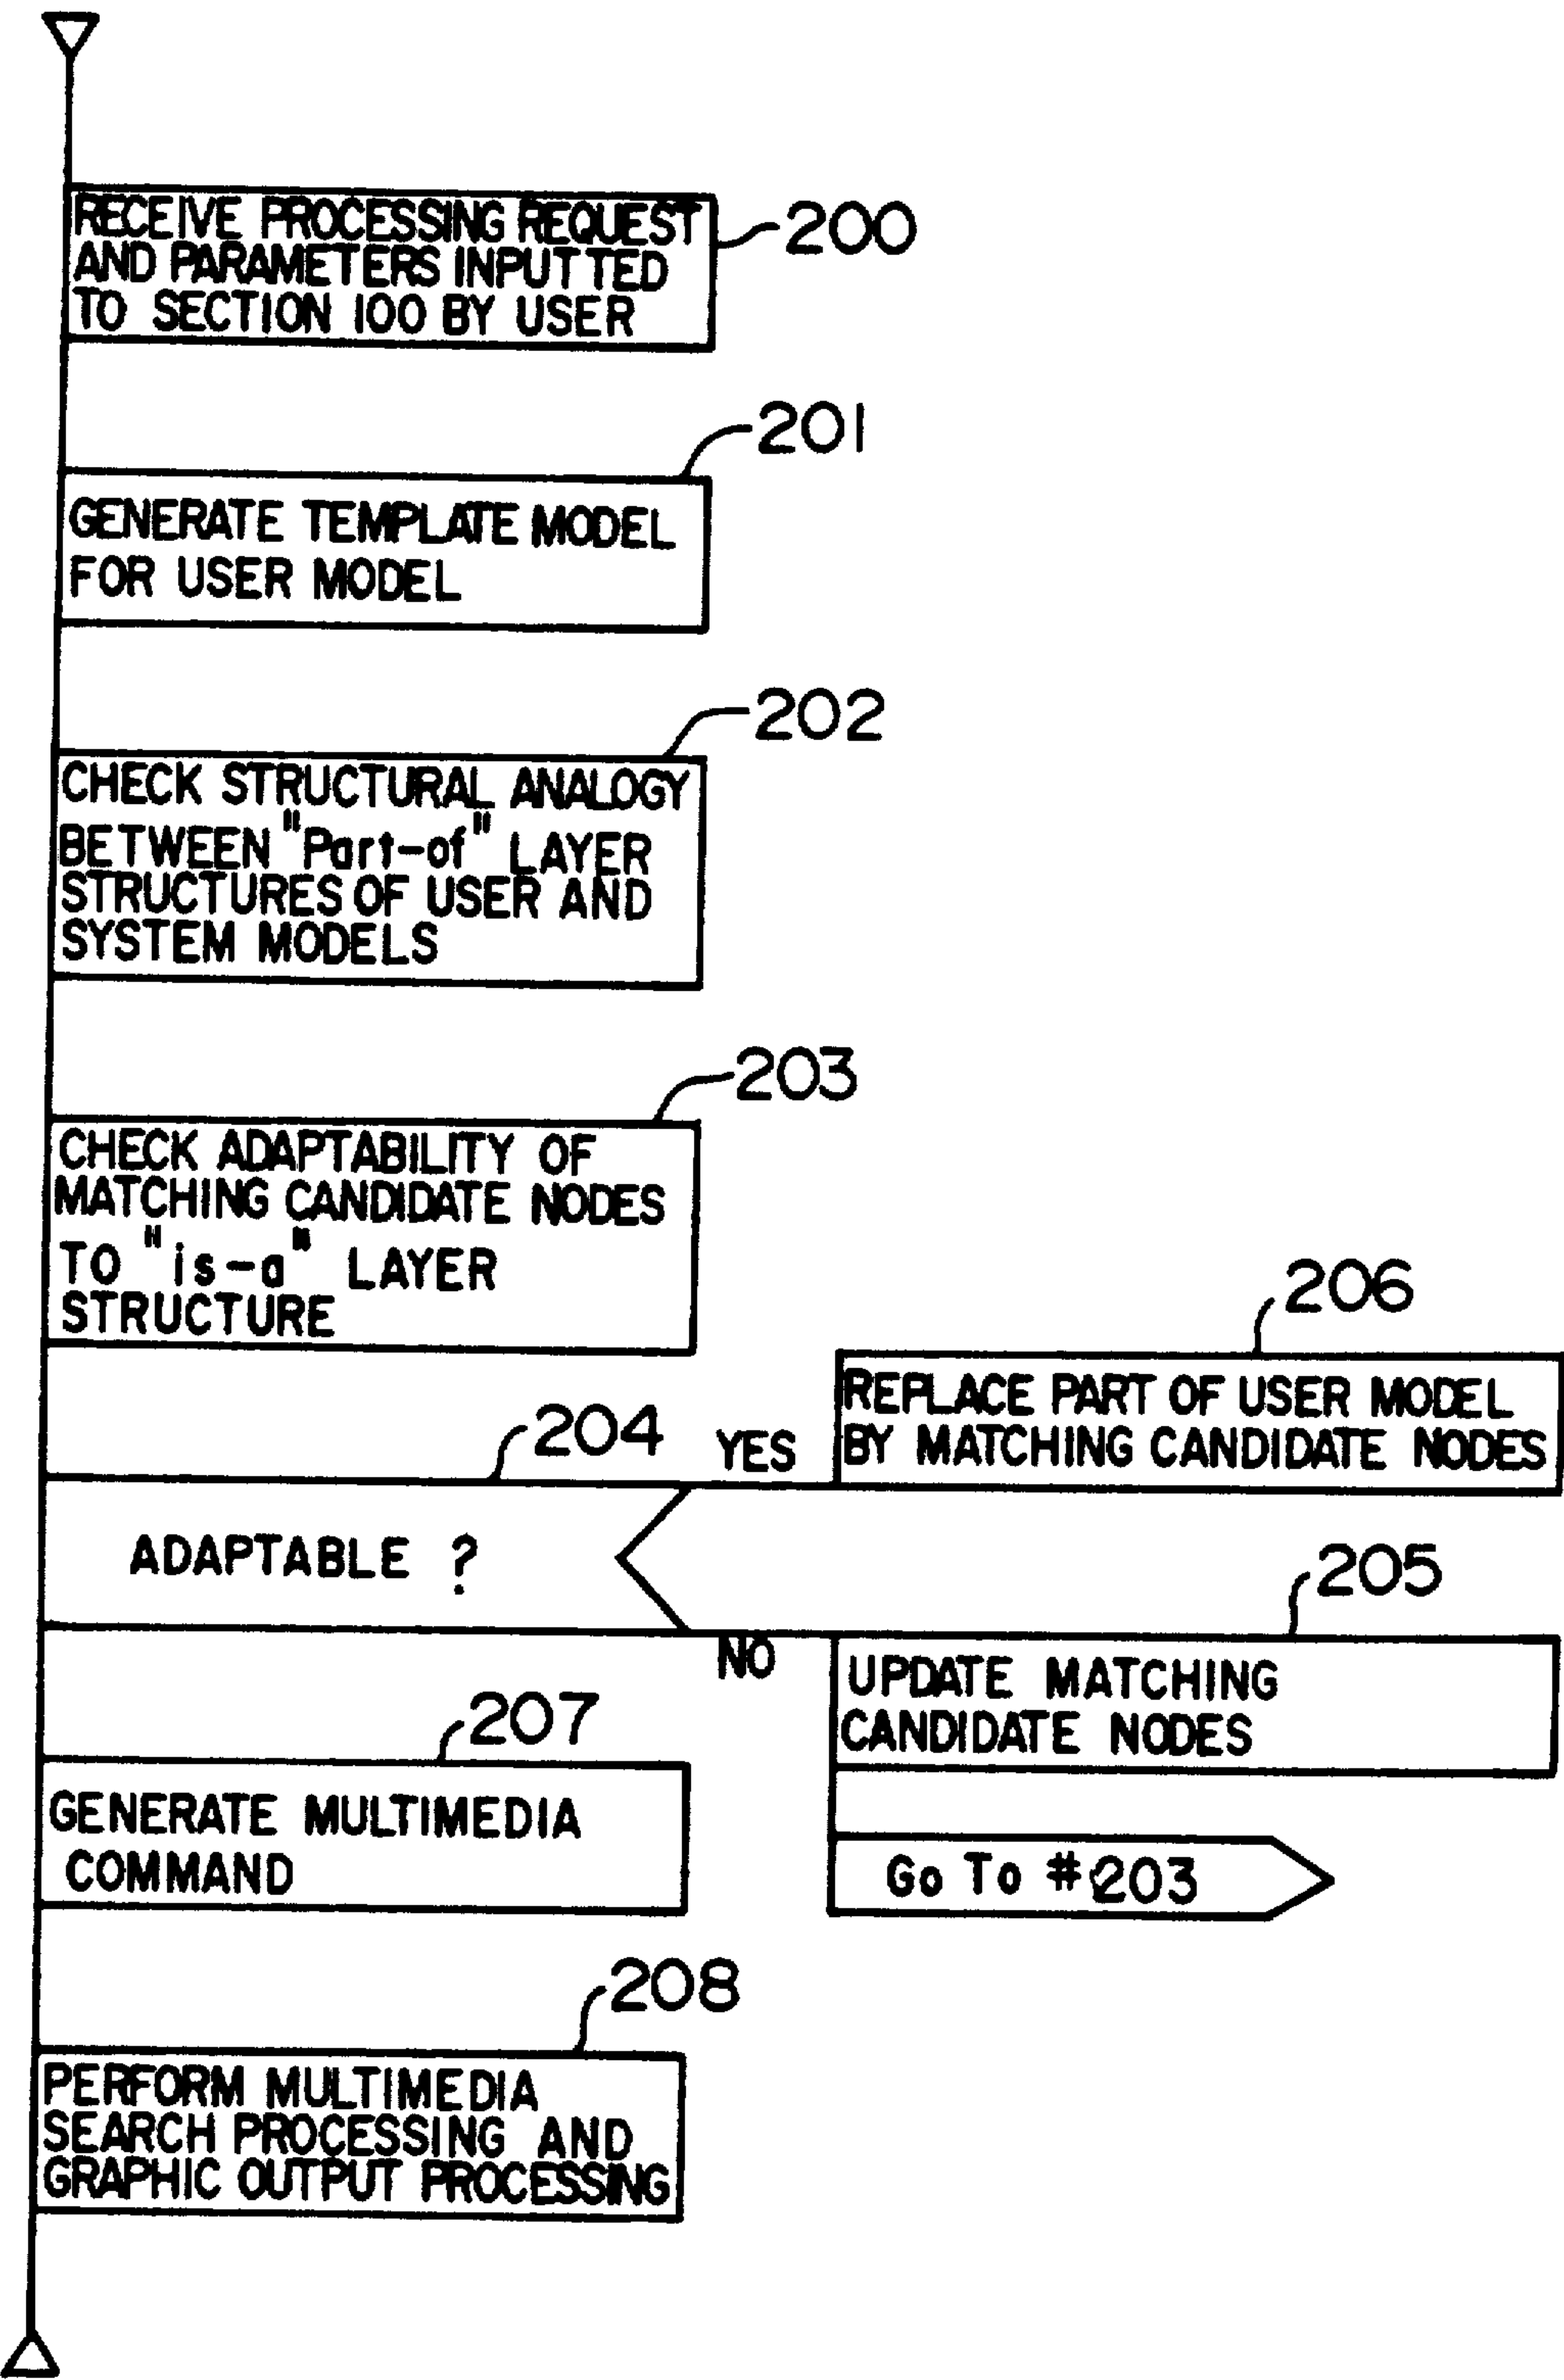 RECEIVE PROCESSING REQUEST
AND PARAMETERS INPUTTED
TO SECTION 100 BY USER
200
201
GENERATE TEMPLATE MODEL
FOR USER MODEL
202
CHECK STRUCTURAL ANALOGY
BETWEEN "Part-of" LAYER
STRUCTURES OF USER AND
SYSTEM MODELS
203
CHECK ADAPTABILITY OF
MATCHING CANDIDATE NODES
TO "is-a" LAYER
STRUCTURE
206
REPLACE PART OF USER MODEL
BY MATCHING CANDIDATE NODES
204
YES
ADAPTABLE ?
205
NO
UPDATE MATCHING
CANDIDATE NODES
207
GENERATE MULTIMEDIA
COMMAND
Go To #203
208
PERFORM MULTIMEDIA
SEARCH PROCESSING AND
GRAPHIC OUTPUT PROCESSING